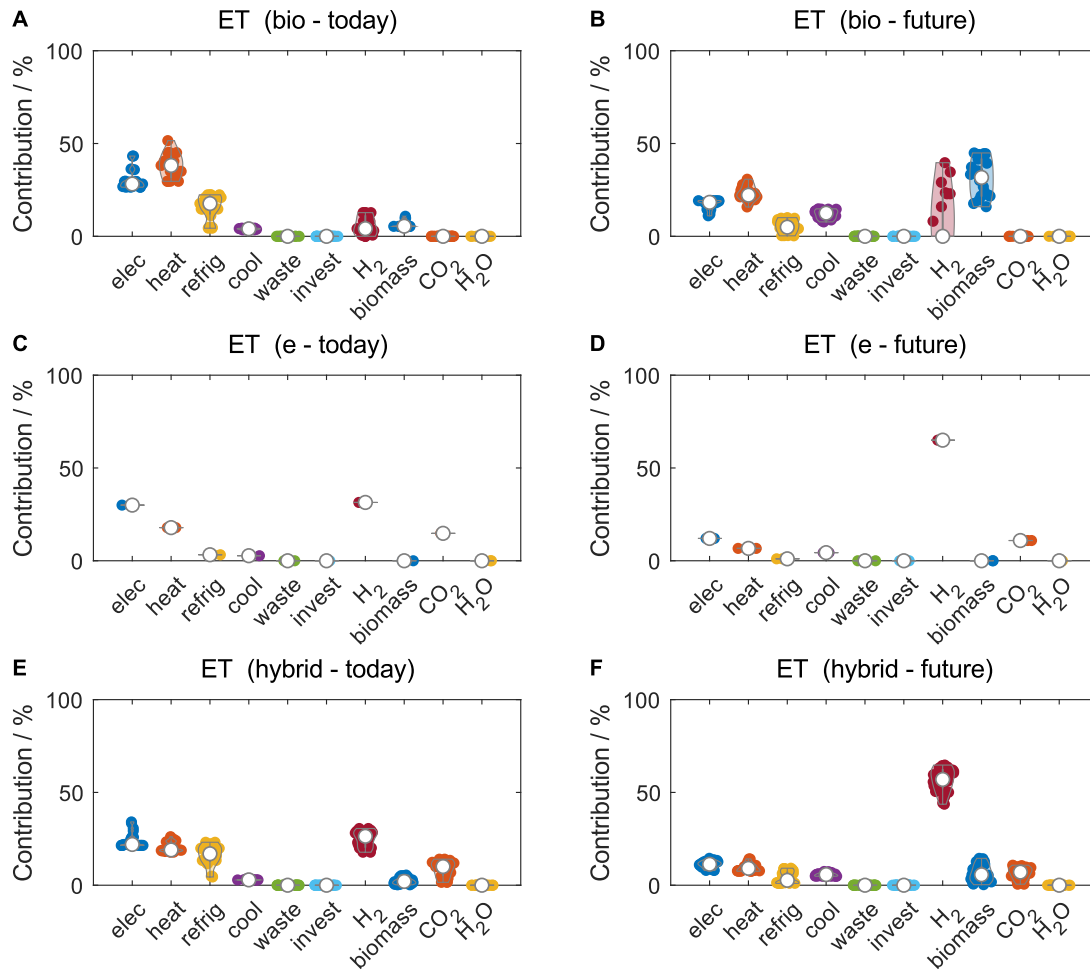 A ET (bio - today)
Contribution / %
100
50
0
elec heat refrig cool waste invest H2 biomass CO2 H2O
B ET (bio - future)
Contribution / %
100
50
0
elec heat refrig cool waste invest H2 biomass CO2 H2O
C ET (e - today)
Contribution / %
100
50
0
elec heat refrig cool waste invest H2 biomass CO2 H2O
D ET (e - future)
Contribution / %
100
50
0
elec heat refrig cool waste invest H2 biomass CO2 H2O
E ET (hybrid - today)
Contribution / %
100
50
0
elec heat refrig cool waste invest H2 biomass CO2 H2O
F ET (hybrid - future)
Contribution / %
100
50
0
elec heat refrig cool waste invest H2 biomass CO2 H2O